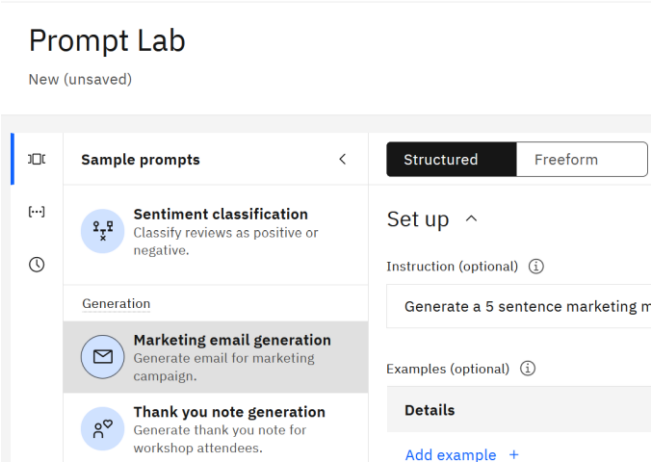 Prompt Lab
New (unsaved)
Sample prompts
Sentiment classification
Classify reviews as positive or
negative.
Generation
Marketing email generation
Generate email for marketing
campaign.
Thank you note generation
Generate thank you note for
workshop attendees.
Structured
Freeform
Set up
Instruction (optional)
Generate a 5 sentence marketing m
Examples (optional)
Details
Add example +